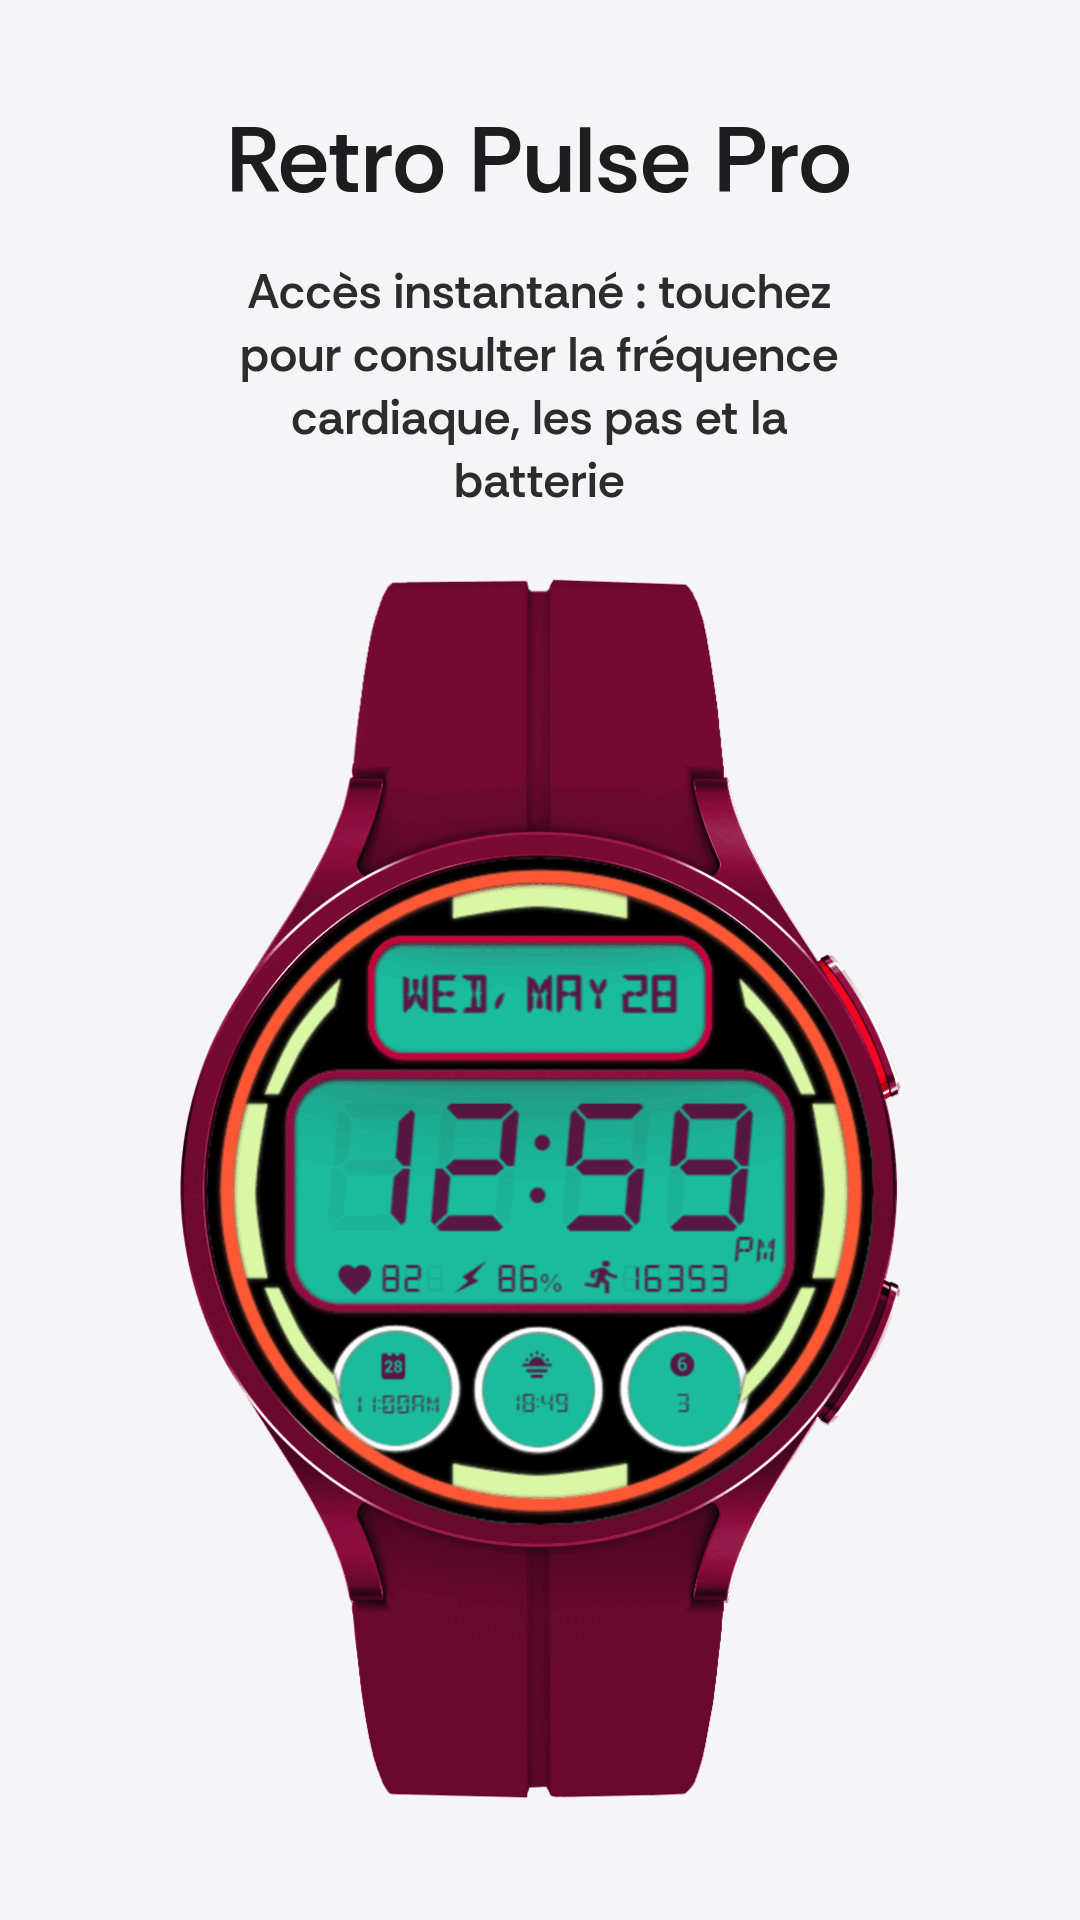 Retro Pulse Pro
Accès instantané : touchez
pour consulter la fréquence
cardiaque, les pas et la
batterie
WED, MAY 28
12:59
PM
82 86% 16353
28 6
11:00AM 18:49 3